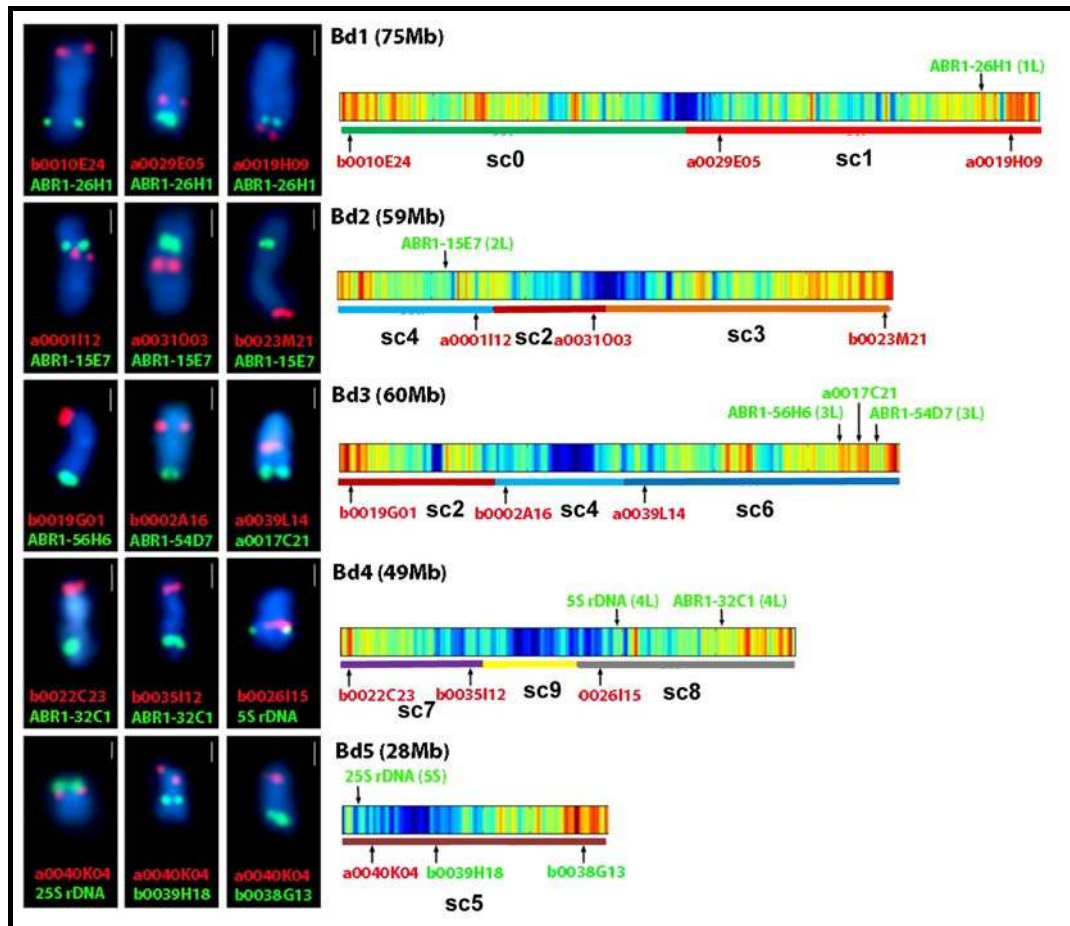 Bd1 (75Mb)
ABR1-26H1 (1L)
b0010E24
ABR1-26H1
a0029E05
ABR1-26H1
a0019H09
ABR1-26H1
b0010E24
sc0
a0029E05
sc1
a0019H09
Bd2 (59Mb)
ABR1-15E7 (2L)
a0001I12
ABR1-15E7
a0031O03
ABR1-15E7
b0023M21
ABR1-15E7
sc4
a0001I12
sc2
a0031O03
sc3
b0023M21
Bd3 (60Mb)
a0017C21
ABR1-56H6 (3L)
ABR1-54D7 (3L)
b0019G01
ABR1-56H6
b0002A16
ABR1-54D7
a0039L14
a0017C21
b0019G01
sc2
b0002A16
sc4
a0039L14
sc6
Bd4 (49Mb)
5S rDNA (4L)
ABR1-32C1 (4L)
b0022C23
ABR1-32C1
b0035I12
ABR1-32C1
b0026I15
5S rDNA
b0022C23
sc7
b0035I12
sc9
0026I15
sc8
Bd5 (28Mb)
25S rDNA (5S)
a0040K04
25S rDNA
a0040K04
b0039H18
a0040K04
b0038G13
a0040K04
b0039H18
b0038G13
sc5